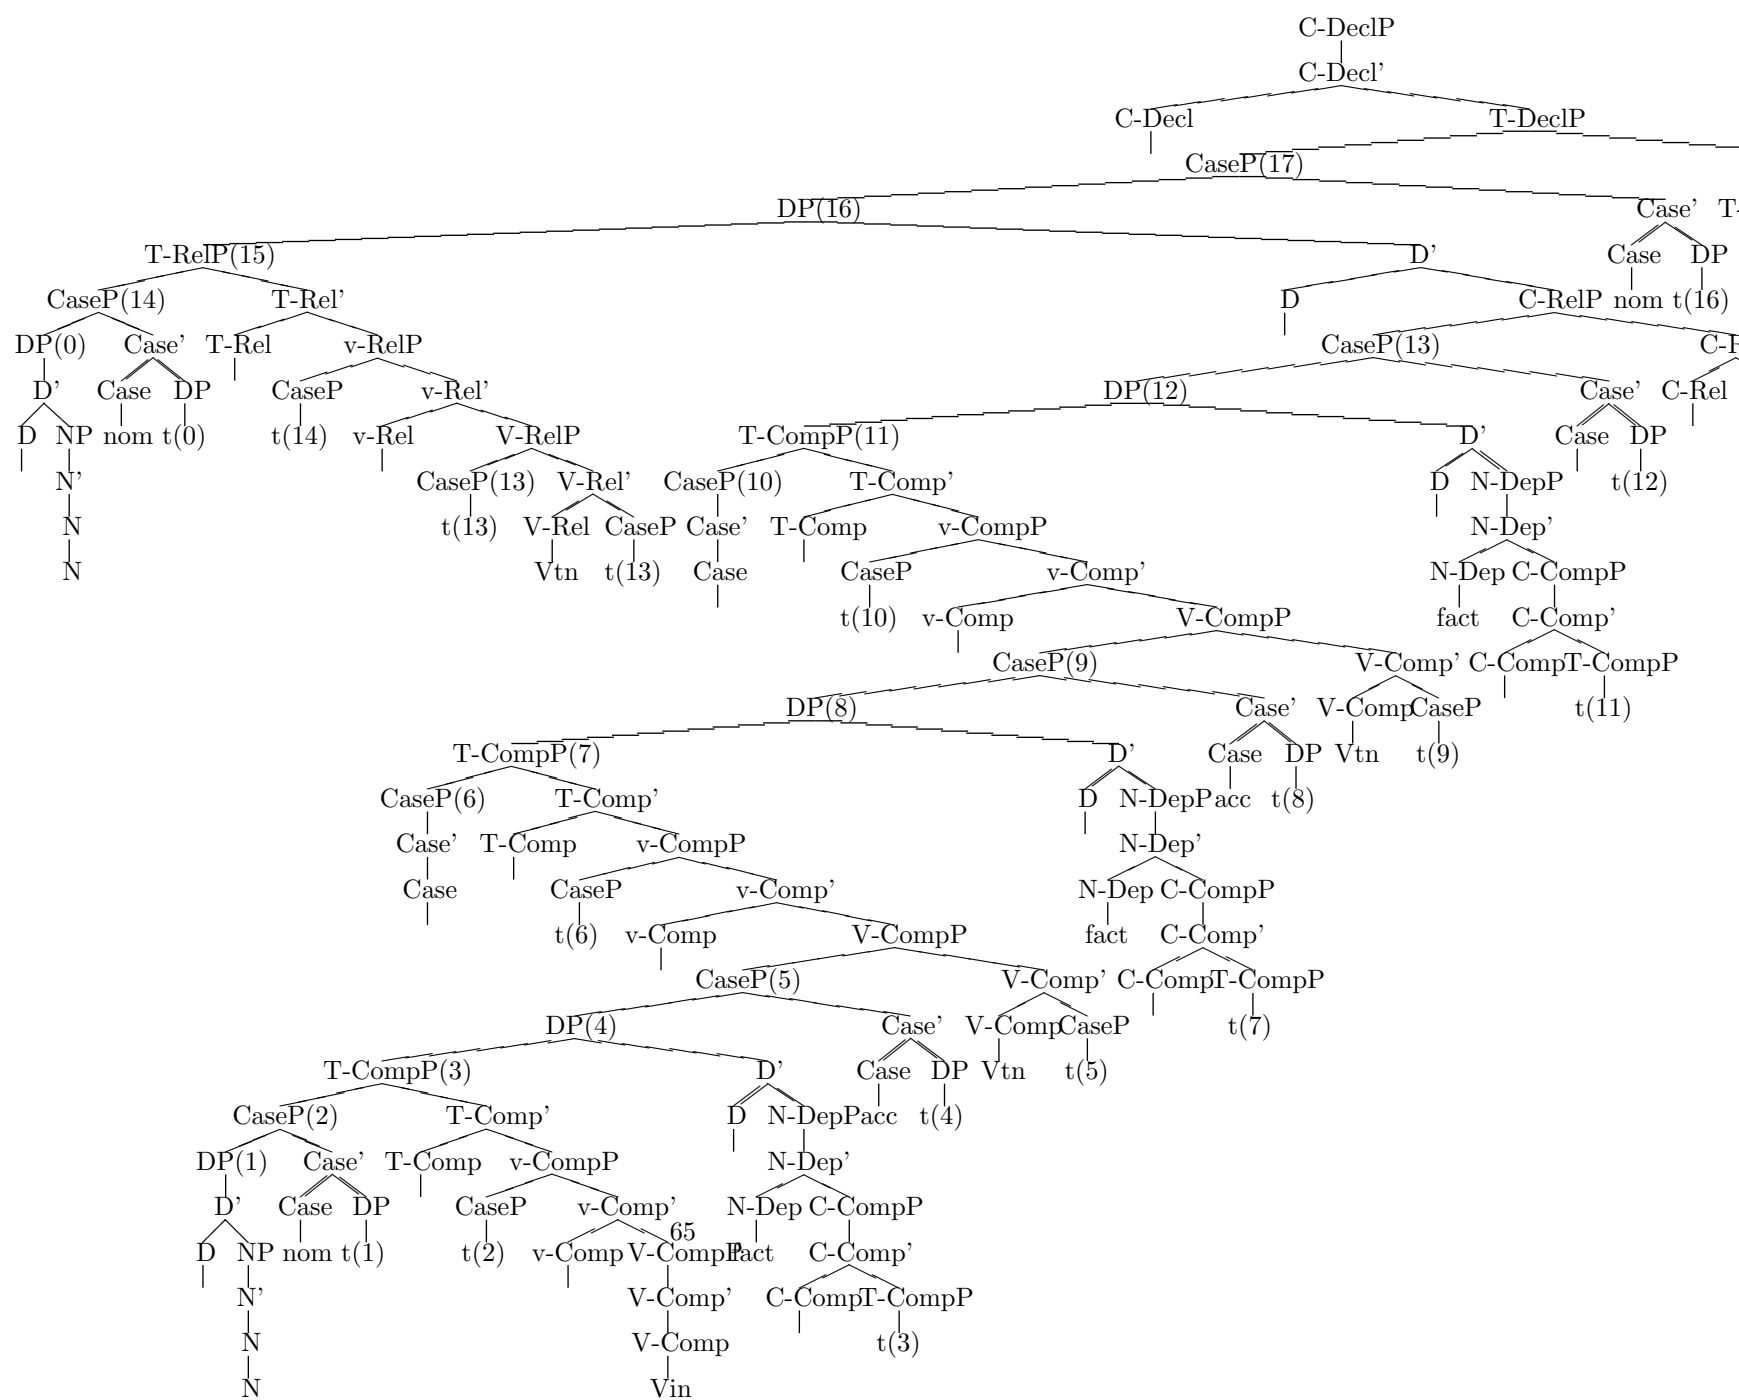 C-DeclP
C-Decl’
C-Decl T-DeclP
CaseP(17)
DP(16) Case’ T-
T-RelP(15) D’ Case DP
CaseP(14) T-Rel’ D C-RelP nom t(16)
DP(0) Case’ T-Rel v-RelP CaseP(13)
D’ Case DP CaseP v-Rel’ DP(12) Case’ C-Rel
D NP nom t(0) t(14) v-Rel V-RelP T-CompP(11) D’ Case DP
N’ CaseP(13) V-Rel’ CaseP(10) T-Comp’ D N-DepP t(12)
N t(13) V-Rel CaseP Case’ T-Comp v-CompP N-Dep’
N Vtn t(13) Case CaseP v-Comp’ N-Dep C-CompP
t(10) v-Comp V-CompP fact C-Comp’
CaseP(9) V-Comp’ C-Comp T-CompP
DP(8) Case’ V-Comp CaseP t(11)
T-CompP(7) D’ Case DP Vtn t(9)
CaseP(6) T-Comp’ D N-DepP acc t(8)
Case’ T-Comp v-CompP N-Dep’
Case CaseP v-Comp’ N-Dep C-CompP
t(6) v-Comp V-CompP fact C-Comp’
CaseP(5) V-Comp’ C-Comp T-CompP
DP(4) Case’ V-Comp CaseP t(7)
T-CompP(3) D’ Case DP Vtn t(5)
CaseP(2) T-Comp’ D N-DepP acc t(4)
DP(1) Case’ T-Comp v-CompP N-Dep’
D’ Case DP CaseP v-Comp’ N-Dep C-CompP
65
D NP nom t(1) t(2) v-Comp V-CompP fact C-Comp’
N’ V-Comp’ C-Comp T-CompP
N V-Comp t(3)
N Vin